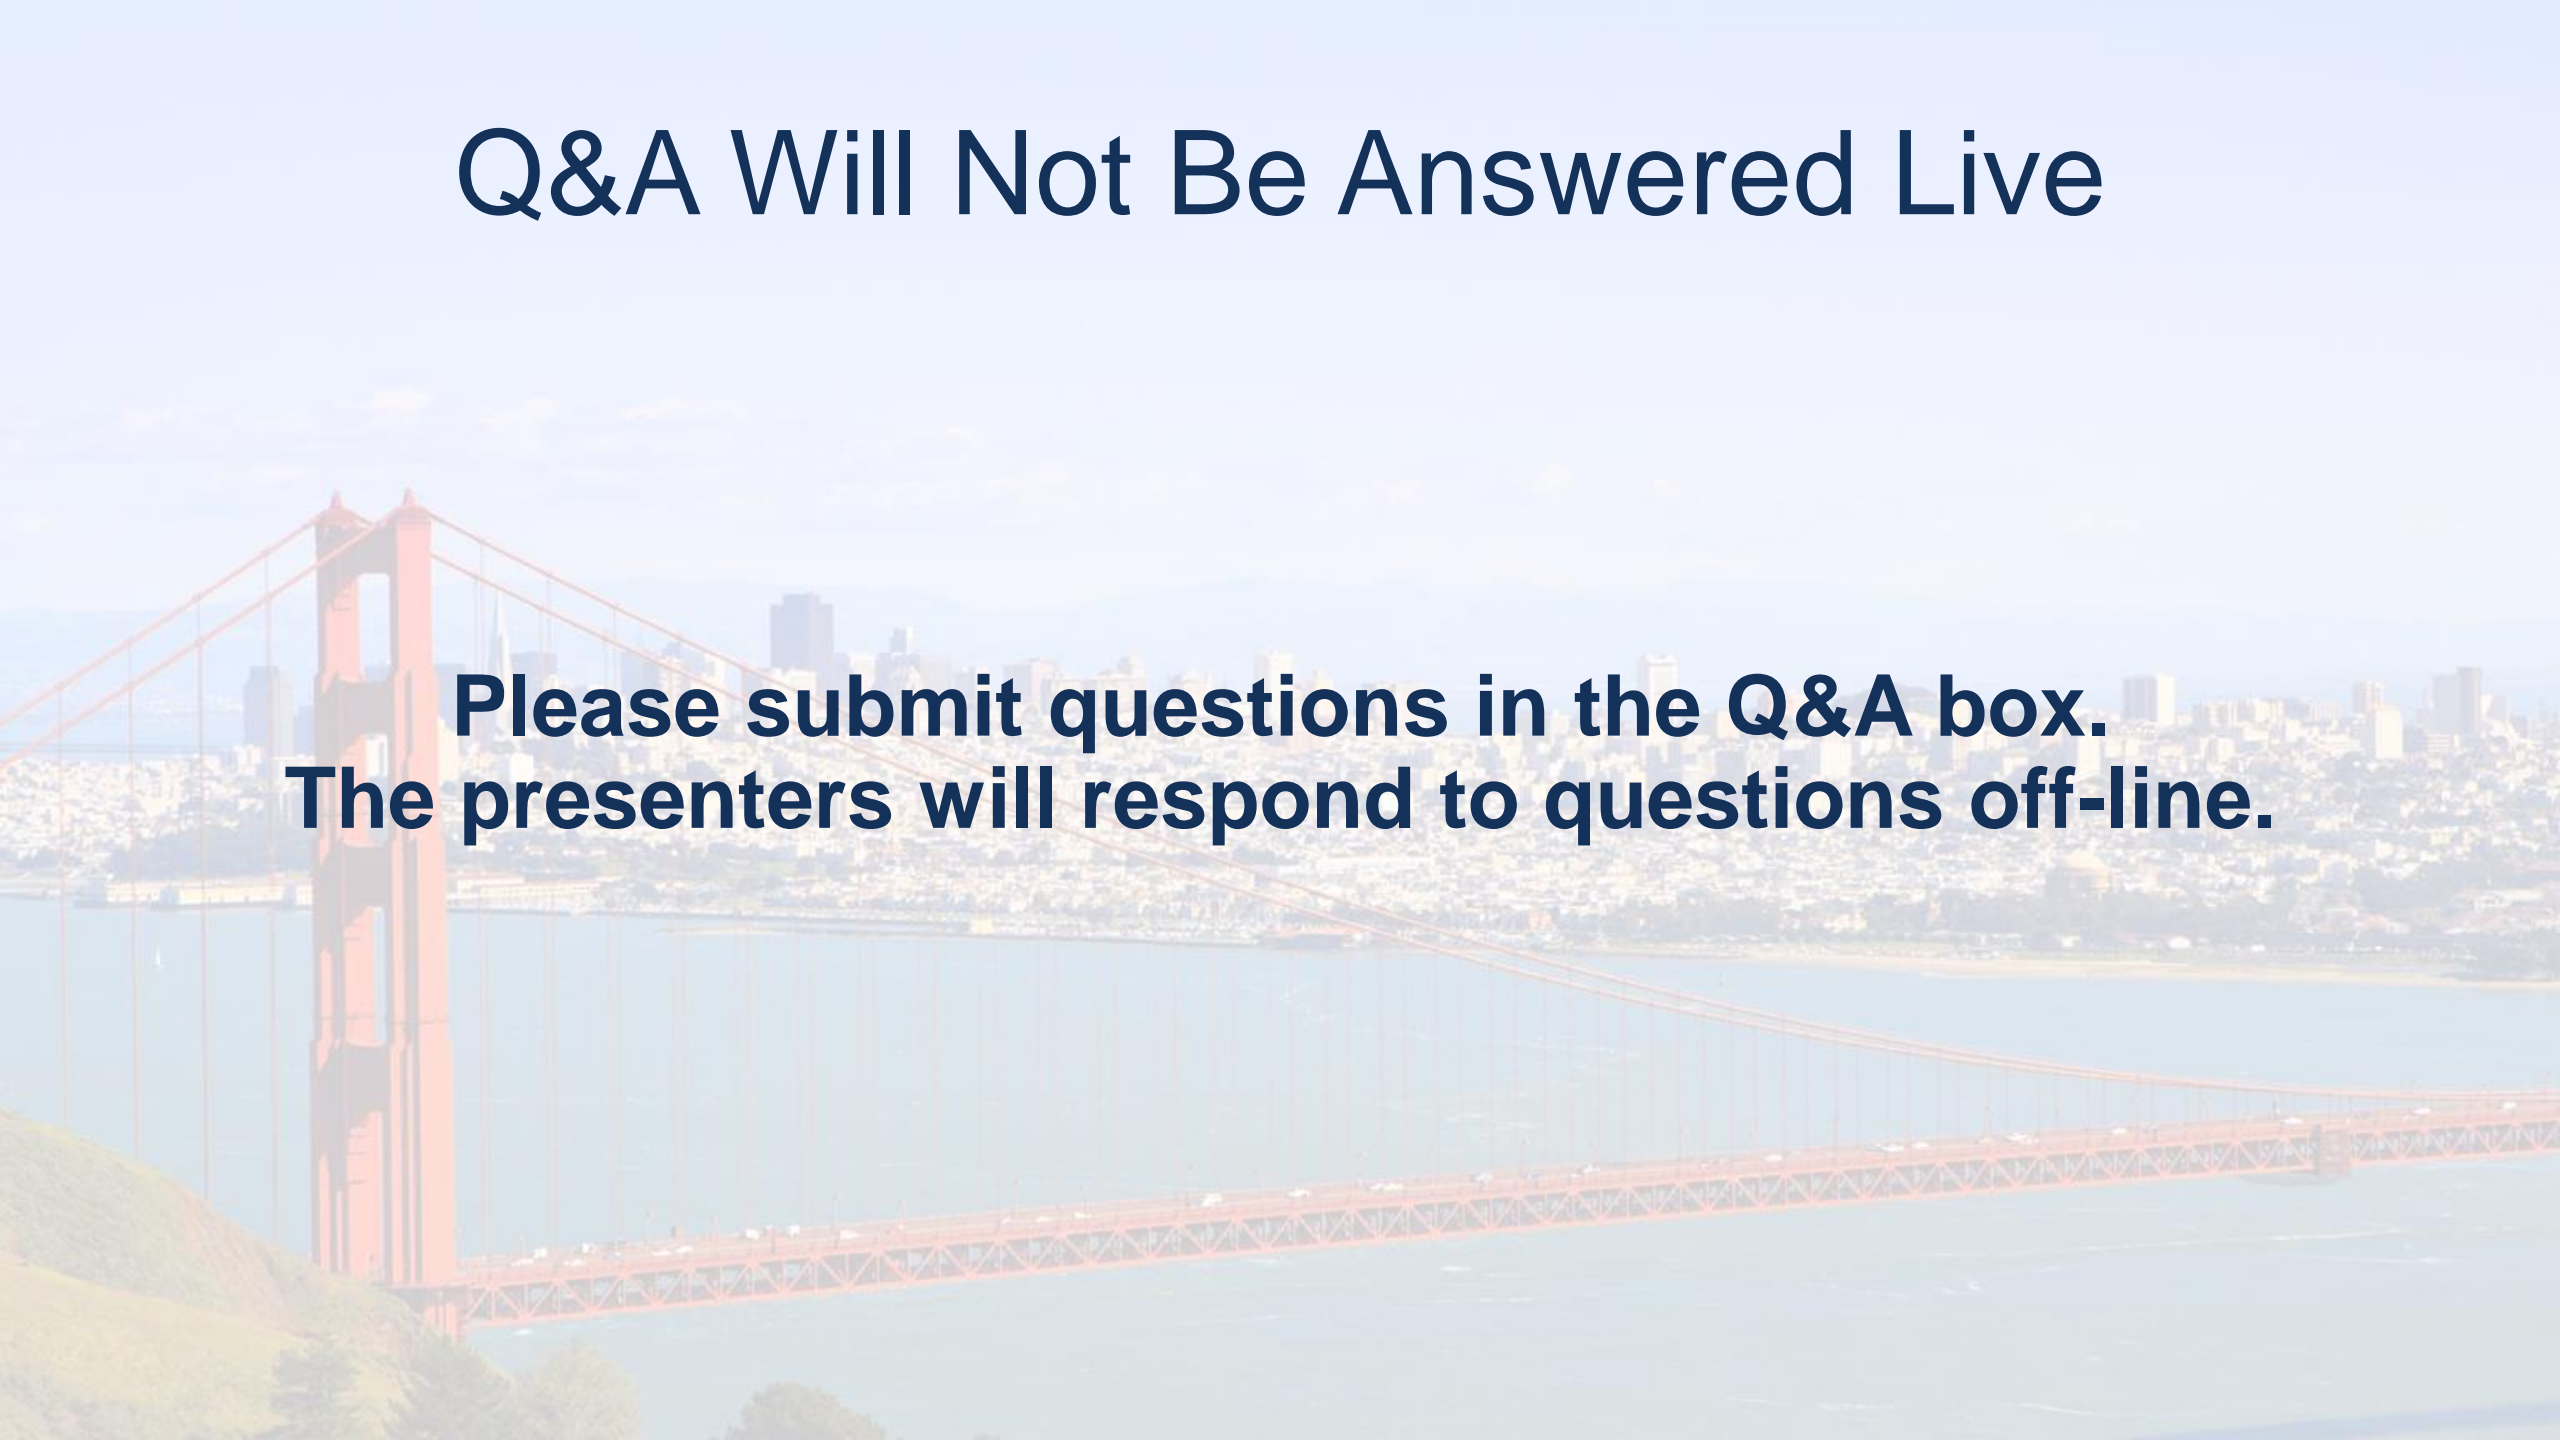 Q&A Will Not Be Answered Live
Please submit questions in the Q&A box.
The presenters will respond to questions off-line.